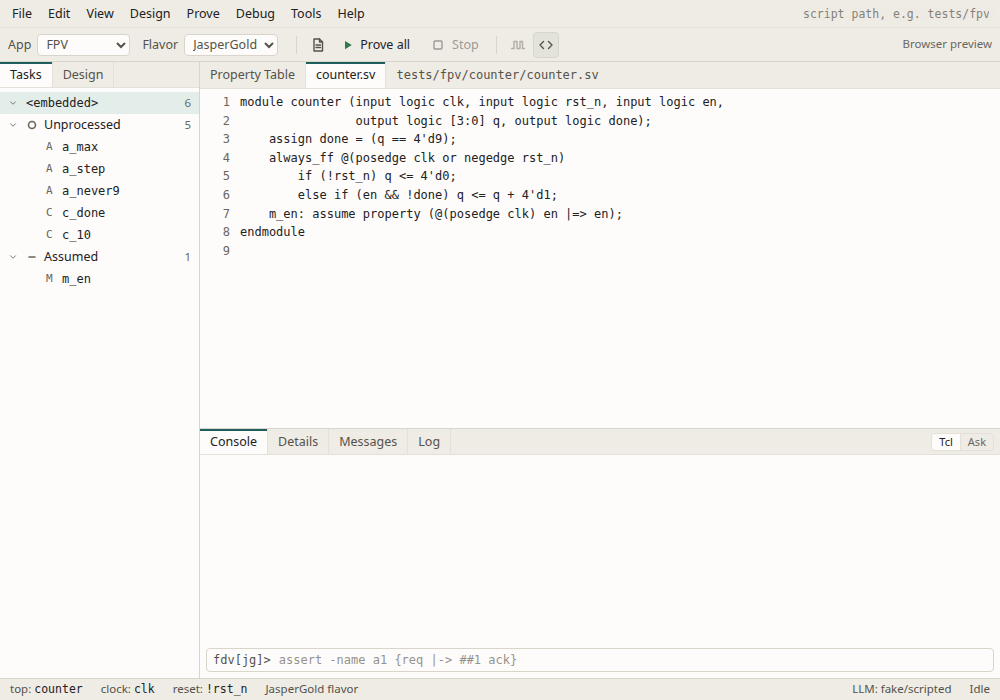 File Edit View Design Prove Debug Tools Help script path, e.g. tests/fpv
App FPV Flavor JasperGold Prove all Stop Browser preview
Tasks Design Property Table counter.sv tests/fpv/counter/counter.sv
<embedded> 6
Unprocessed 5
A a_max
A a_step
A a_never9
C c_done
C c_10
Assumed 1
M m_en
1 module counter (input logic clk, input logic rst_n, input logic en,
2                 output logic [3:0] q, output logic done);
3     assign done = (q == 4'd9);
4     always_ff @(posedge clk or negedge rst_n)
5         if (!rst_n) q <= 4'd0;
6         else if (en && !done) q <= q + 4'd1;
7     m_en: assume property (@(posedge clk) en |=> en);
8 endmodule
9
Console Details Messages Log Tcl Ask
fdv[jg]> assert -name a1 {req |-> ##1 ack}
top: counter clock: clk reset: !rst_n JasperGold flavor LLM: fake/scripted Idle